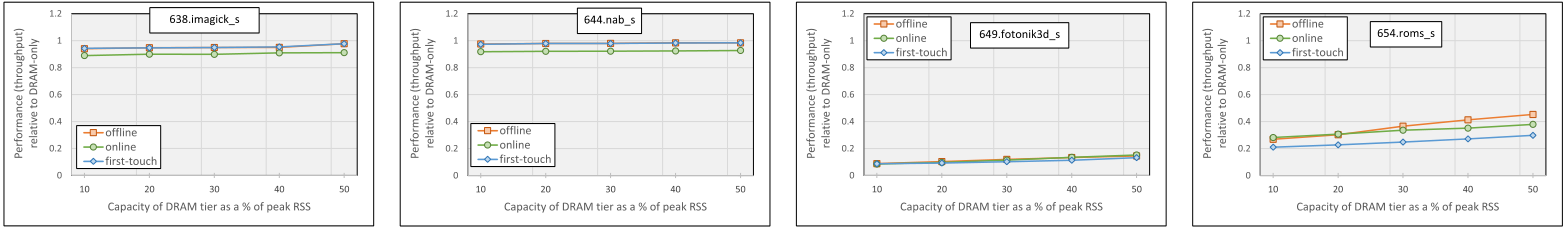 638.imagick_s
Performance (throughput)
relative to DRAM-only
1.2
1
0.8
0.6
0.4
0.2
0
offline
online
first-touch
10 20 30 40 50
Capacity of DRAM tier as a % of peak RSS
644.nab_s
Performance (throughput)
relative to DRAM-only
1.2
1
0.8
0.6
0.4
0.2
0
offline
online
first-touch
10 20 30 40 50
Capacity of DRAM tier as a % of peak RSS
649.fotonik3d_s
Performance (throughput)
relative to DRAM-only
1.2
1
0.8
0.6
0.4
0.2
0
offline
online
first-touch
10 20 30 40 50
Capacity of DRAM tier as a % of peak RSS
654.roms_s
Performance (throughput)
relative to DRAM-only
1.2
1
0.8
0.6
0.4
0.2
0
offline
online
first-touch
10 20 30 40 50
Capacity of DRAM tier as a % of peak RSS